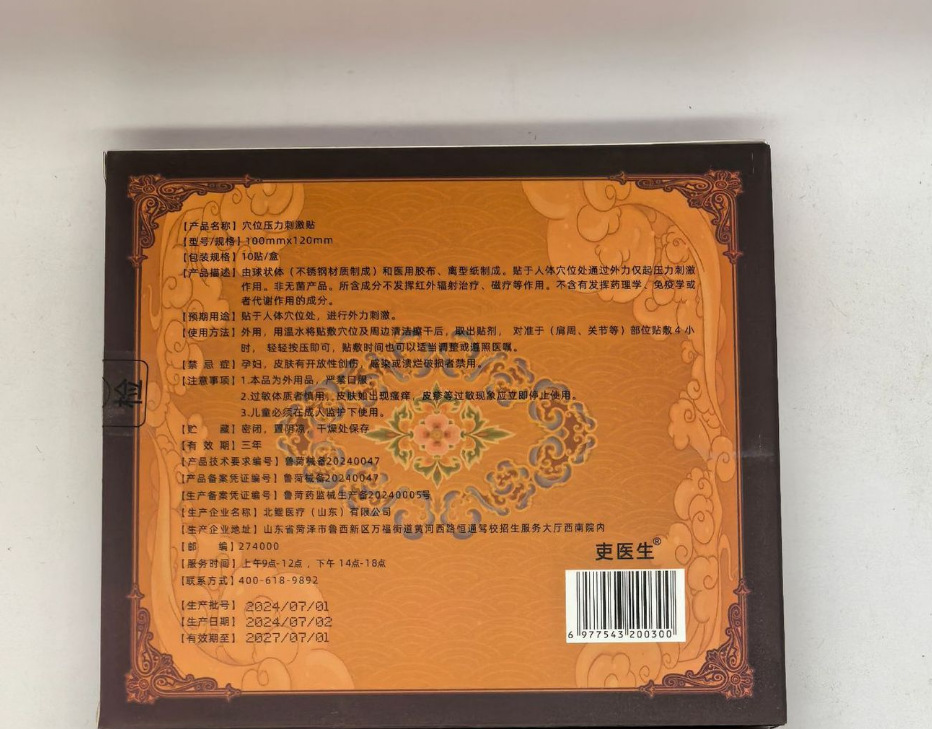 【产品名称】穴位压力刺激贴
【型号/规格】100mmx120mm
【包装规格】10贴/盒
【产品描述】由球状体（不锈钢材质制成）和医用胶布、离型纸制成。贴于人体穴位处通过外力仅起压力刺激
作用。非无菌产品。所含成分不发挥红外辐射治疗、磁疗等作用。不含有发挥药理学、免疫学或
者代谢作用的成分。
【预期用途】贴于人体穴位处，进行外力刺激。
【使用方法】外用，用温水将贴敷穴位及周边清洁擦干后，取出贴剂，对准于（肩周、关节等）部位贴敷4小
时，轻轻按压即可，贴敷时间也可以适当调整或遵照医嘱。
【禁忌症】孕妇，皮肤有开放性创伤，感染或溃烂破损者禁用。
【注意事项】1.本品为外用品，严禁口服
2.过敏体质者慎用，皮肤如出现瘙痒，皮疹等过敏现象应立即停止使用。
3.儿童必须在成人监护下使用。
【贮藏】密闭，置阴凉，干燥处保存
【有效期】三年
【产品技术要求编号】鲁菏械备20240047
【产品备案凭证编号】鲁菏械备20240047
【生产备案凭证编号】鲁菏药监械生产备20240005号
【生产企业名称】北赡医疗（山东）有限公司
【生产企业地址】山东省菏泽市鲁西新区万福街道黄河西路恒通驾校招生服务大厅西南院内
【邮编】274000
【服务时间】上午9点-12点，下午14点-18点
【联系方式】400-618-9892
【生产批号】2024/07/01
【生产日期】2024/07/02
【有效期至】2027/07/01
吏医生®
6 977543 200300
检